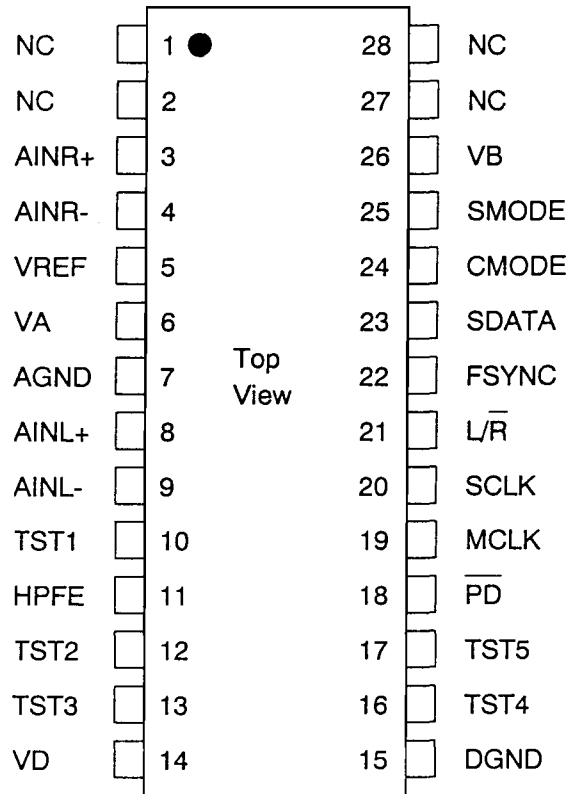 NC 1 28 NC
NC 2 27 NC
AINR+ 3 26 VB
AINR- 4 25 SMODE
VREF 5 24 CMODE
VA 6 23 SDATA
Top
View
AGND 7 22 FSYNC
AINL+ 8 21 L/R̅
AINL- 9 20 SCLK
TST1 10 19 MCLK
HPFE 11 18 P̅D̅
TST2 12 17 TST5
TST3 13 16 TST4
VD 14 15 DGND